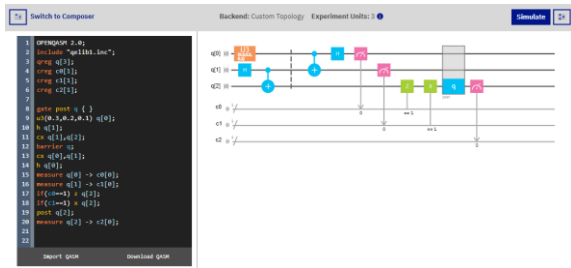 Switch to Composer
Backend: Custom Topology Experiment Units: 3
Simulate
1 OPENQASM 2.0;
2 include "qelib1.inc";
3 qreg q[3];
4 creg c0[1];
5 creg c1[1];
6 creg c2[1];
7
8 gate post q { }
9 u3(0.3,0.2,0.1) q[0];
10 h q[1];
11 cx q[1],q[2];
12 barrier q;
13 cx q[0],q[1];
14 h q[0];
15 measure q[0] -> c0[0];
16 measure q[1] -> c1[0];
17 if(c0==1) z q[2];
18 if(c1==1) x q[2];
19 post q[2];
20 measure q[2] -> c2[0];
21
22
Import QASM Download QASM
q[0] U3 H
q[1] H
q[2] Z X q
post
c0 0 ==1
c1 0 ==1
c2 0